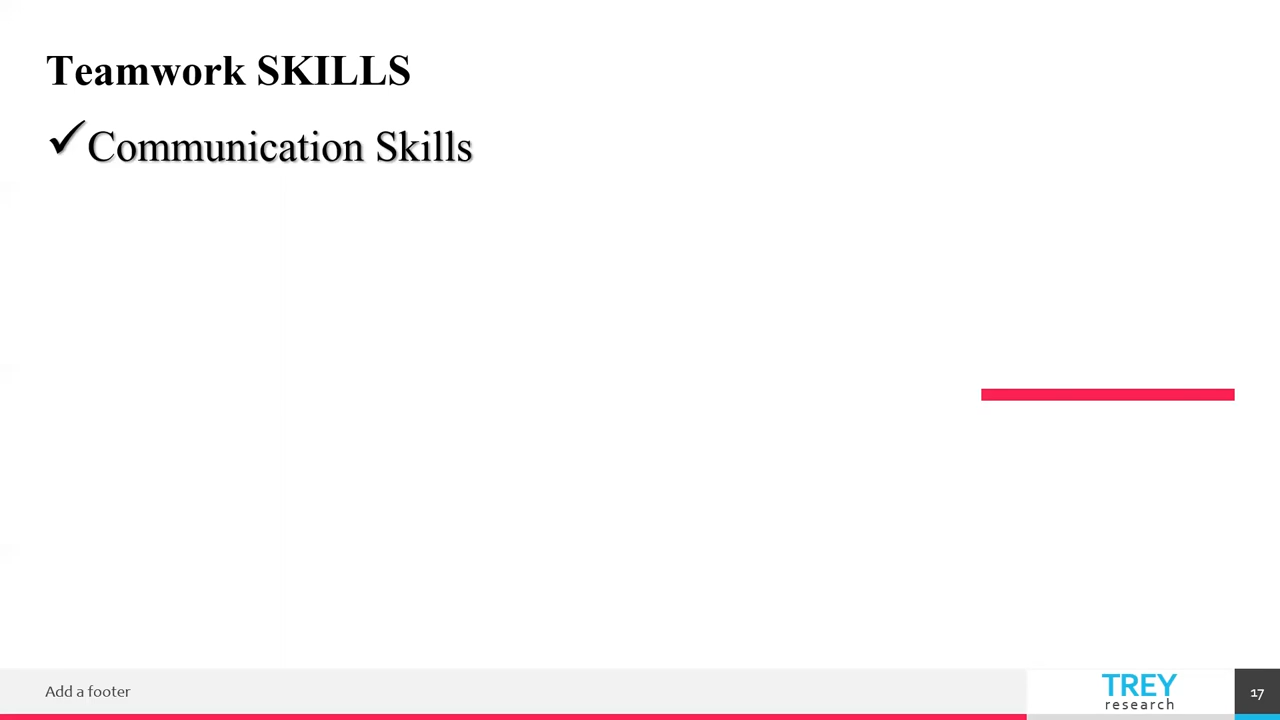 Teamwork SKILLS
✓Communication Skills
Add a footer
TREY
research
17